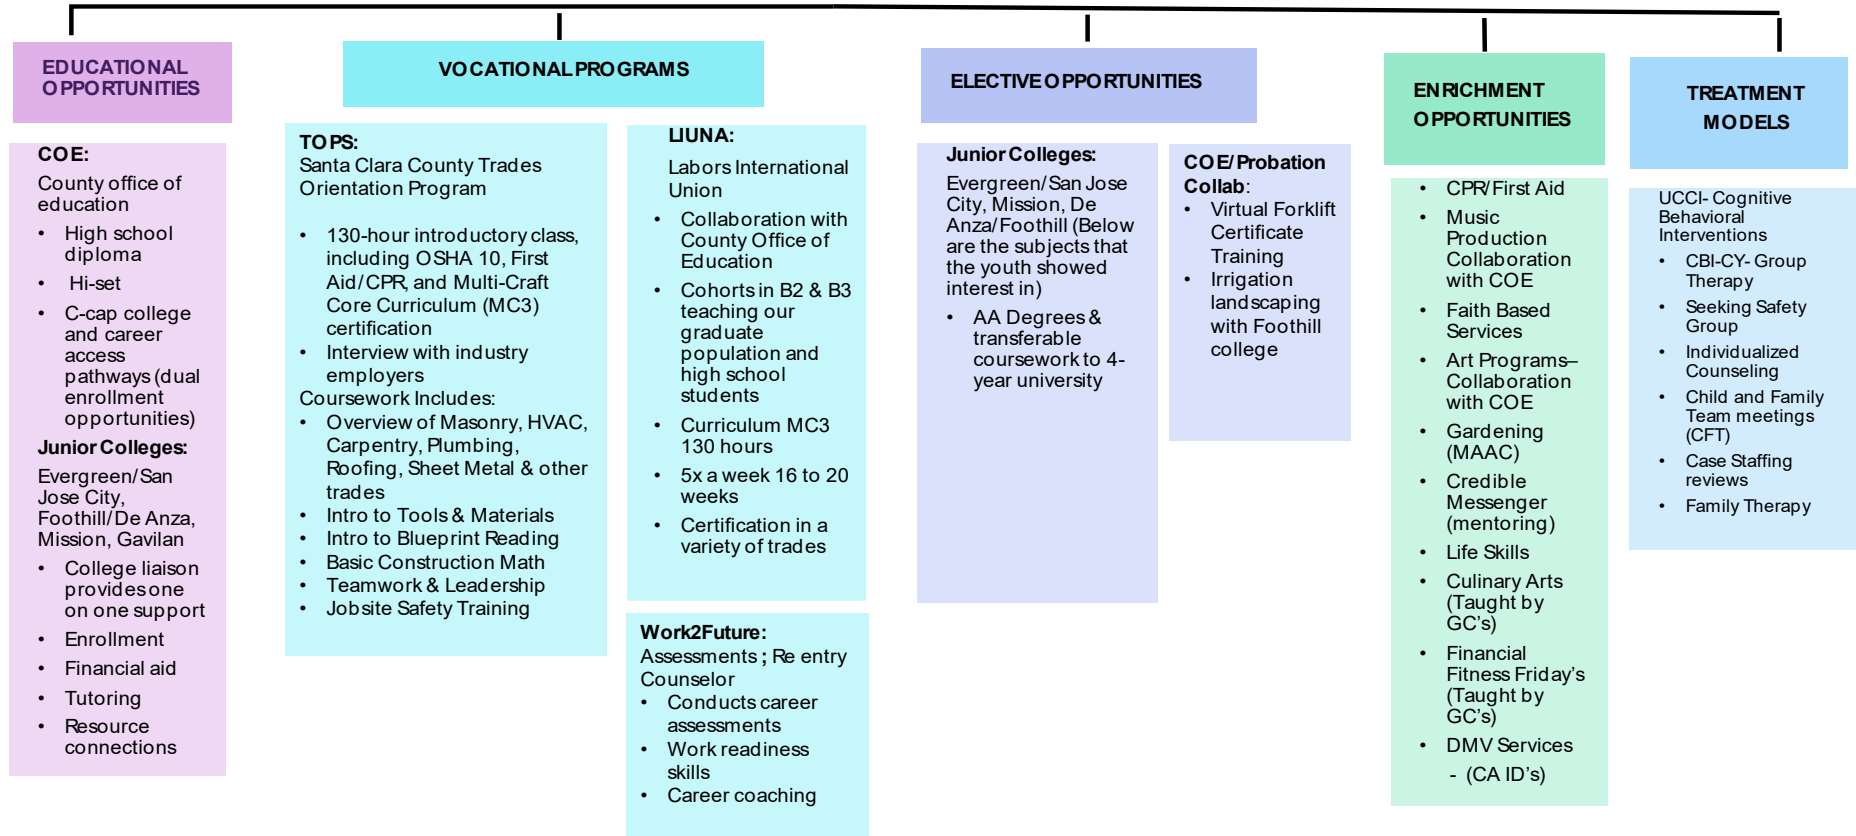 EDUCATIONAL
OPPORTUNITIES
COE:
County office of
education
• High school
diploma
• Hi-set
• C-cap college
and career
access
pathways (dual
enrollment
opportunities)
Junior Colleges:
Evergreen/San
Jose City,
Foothill/De Anza,
Mission, Gavilan
• College liaison
provides one
on one support
• Enrollment
• Financial aid
• Tutoring
• Resource
connections
VOCATIONAL PROGRAMS
TOPS:
Santa Clara County Trades
Orientation Program
• 130-hour introductory class,
including OSHA 10, First
Aid/CPR, and Multi-Craft
Core Curriculum (MC3)
certification
• Interview with industry
employers
Coursework Includes:
• Overview of Masonry, HVAC,
Carpentry, Plumbing,
Roofing, Sheet Metal & other
trades
• Intro to Tools & Materials
• Intro to Blueprint Reading
• Basic Construction Math
• Teamwork & Leadership
• Jobsite Safety Training
LIUNA:
Labors International
Union
• Collaboration with
County Office of
Education
• Cohorts in B2 & B3
teaching our
graduate
population and
high school
students
• Curriculum MC3
130 hours
• 5x a week 16 to 20
weeks
• Certification in a
variety of trades
Work2Future:
Assessments ; Re entry
Counselor
• Conducts career
assessments
• Work readiness
skills
• Career coaching
ELECTIVE OPPORTUNITIES
Junior Colleges:
Evergreen/San Jose
City, Mission, De
Anza/Foothill (Below
are the subjects that
the youth showed
interest in)
• AA Degrees &
transferable
coursework to 4-
year university
COE/Probation
Collab:
• Virtual Forklift
Certificate
Training
• Irrigation
landscaping
with Foothill
college
ENRICHMENT
OPPORTUNITIES
• CPR/First Aid
• Music
Production
Collaboration
with COE
• Faith Based
Services
• Art Programs–
Collaboration
with COE
• Gardening
(MAAC)
• Credible
Messenger
(mentoring)
• Life Skills
• Culinary Arts
(Taught by
GC's)
• Financial
Fitness Friday's
(Taught by
GC's)
• DMV Services
- (CA ID's)
TREATMENT
MODELS
UCCI- Cognitive
Behavioral
Interventions
• CBI-CY- Group
Therapy
• Seeking Safety
Group
• Individualized
Counseling
• Child and Family
Team meetings
(CFT)
• Case Staffing
reviews
• Family Therapy